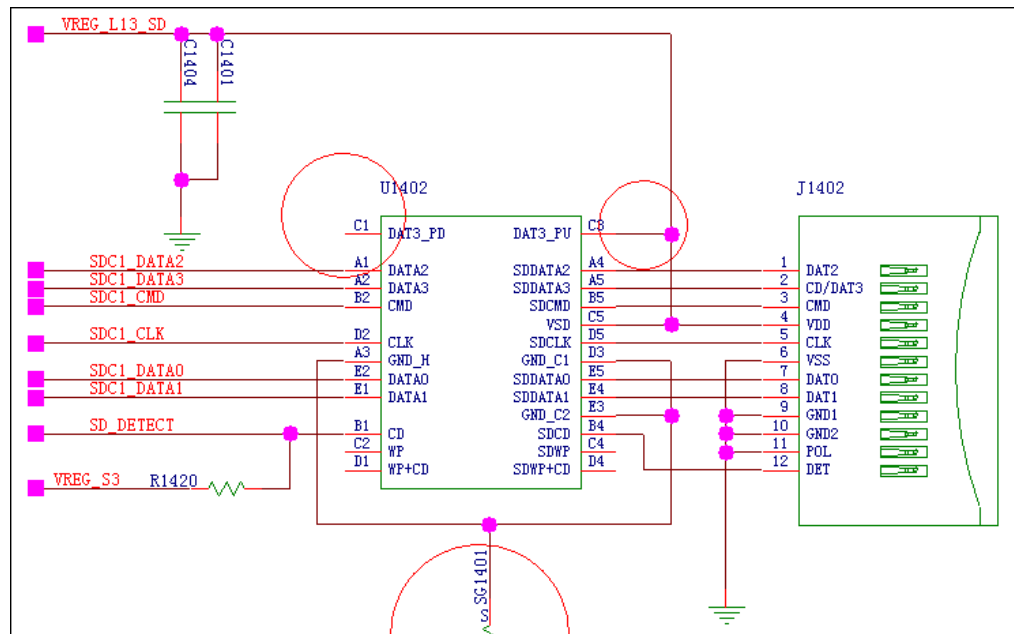 VREG_L13_SD
C1404
C1401
U1402
J1402
C1 DAT3_PD DAT3_PU C3
SDC1_DATA2 A1 DATA2 SDDATA2 A4 1 DAT2
SDC1_DATA3 A2 DATA3 SDDATA3 A5 2 CD/DAT3
SDC1_CMD B2 CMD SDCMD B5 3 CMD
VSD C5 4 VDD
SDC1_CLK D2 CLK SDCLK D5 5 CLK
A3 GND_H GND_C1 D3 6 VSS
SDC1_DATA0 E2 DATA0 SDDATA0 E5 7 DAT0
SDC1_DATA1 E1 DATA1 SDDATA1 E4 8 DAT1
GND_C2 E3 9 GND1
SD_DETECT B1 CD SDCD B4 10 GND2
C2 WP SDWP C4 11 POL
D1 WP+CD SDWP+CD D4 12 DET
VREG_S3 R1420
SG1401
S